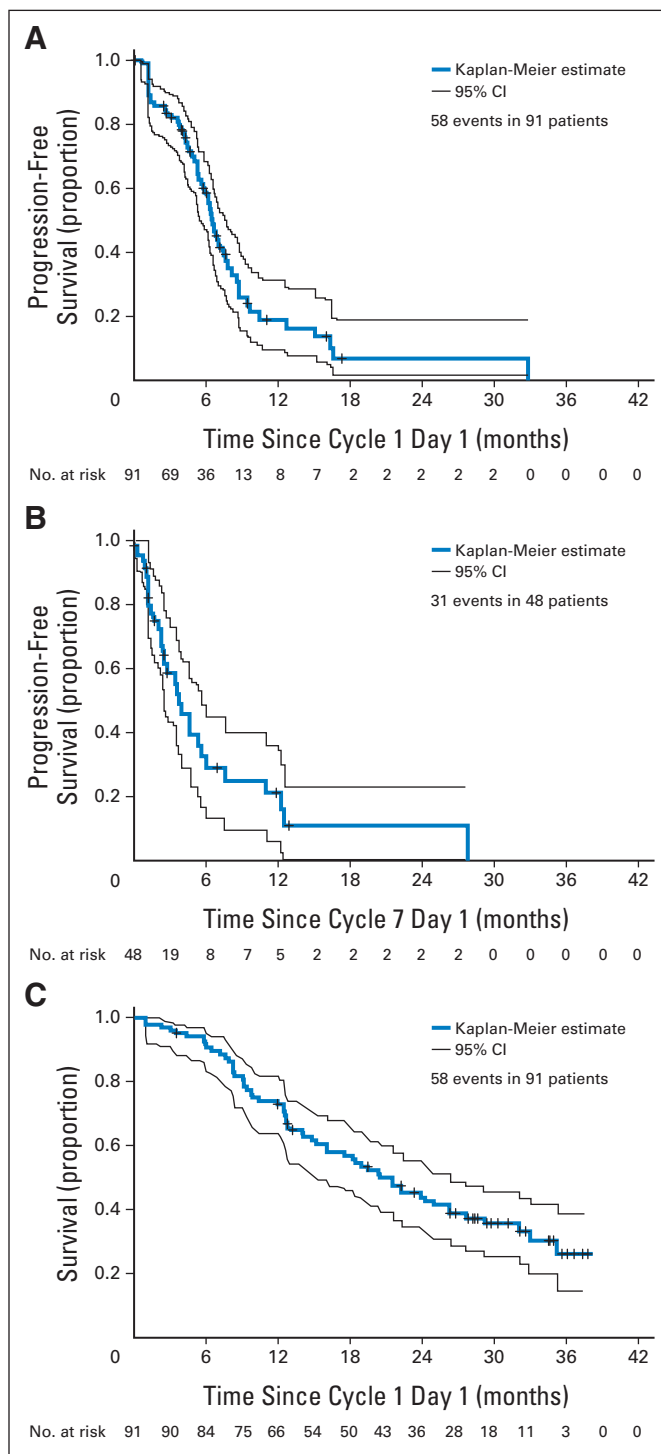 A
1.0
0.8
0.6
0.4
0.2
Progression-Free
Survival (proportion)
Kaplan-Meier estimate
95% CI
58 events in 91 patients
0 6 12 18 24 30 36 42
Time Since Cycle 1 Day 1 (months)
No. at risk 91 69 36 13 8 7 2 2 2 2 2 0 0 0 0
B
1.0
0.8
0.6
0.4
0.2
Progression-Free
Survival (proportion)
Kaplan-Meier estimate
95% CI
31 events in 48 patients
0 6 12 18 24 30 36 42
Time Since Cycle 7 Day 1 (months)
No. at risk 48 19 8 7 5 2 2 2 2 2 0 0 0 0 0
C
1.0
0.8
0.6
0.4
0.2
Survival (proportion)
Kaplan-Meier estimate
95% CI
58 events in 91 patients
0 6 12 18 24 30 36 42
Time Since Cycle 1 Day 1 (months)
No. at risk 91 90 84 75 66 54 50 43 36 28 18 11 3 0 0